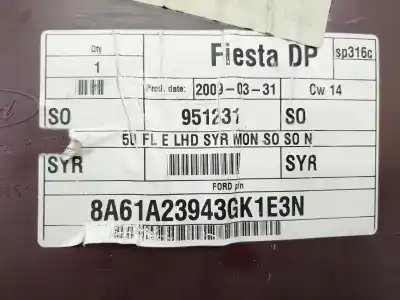 Qty
1
Fiesta DP
sp316c
Prod. date: 2009-03-31
Cw 14
SO 951231 SO
FL E LHD SYR MON SO SO N
SYR SYR
FORD p/n
8A61A23943GK1E3N